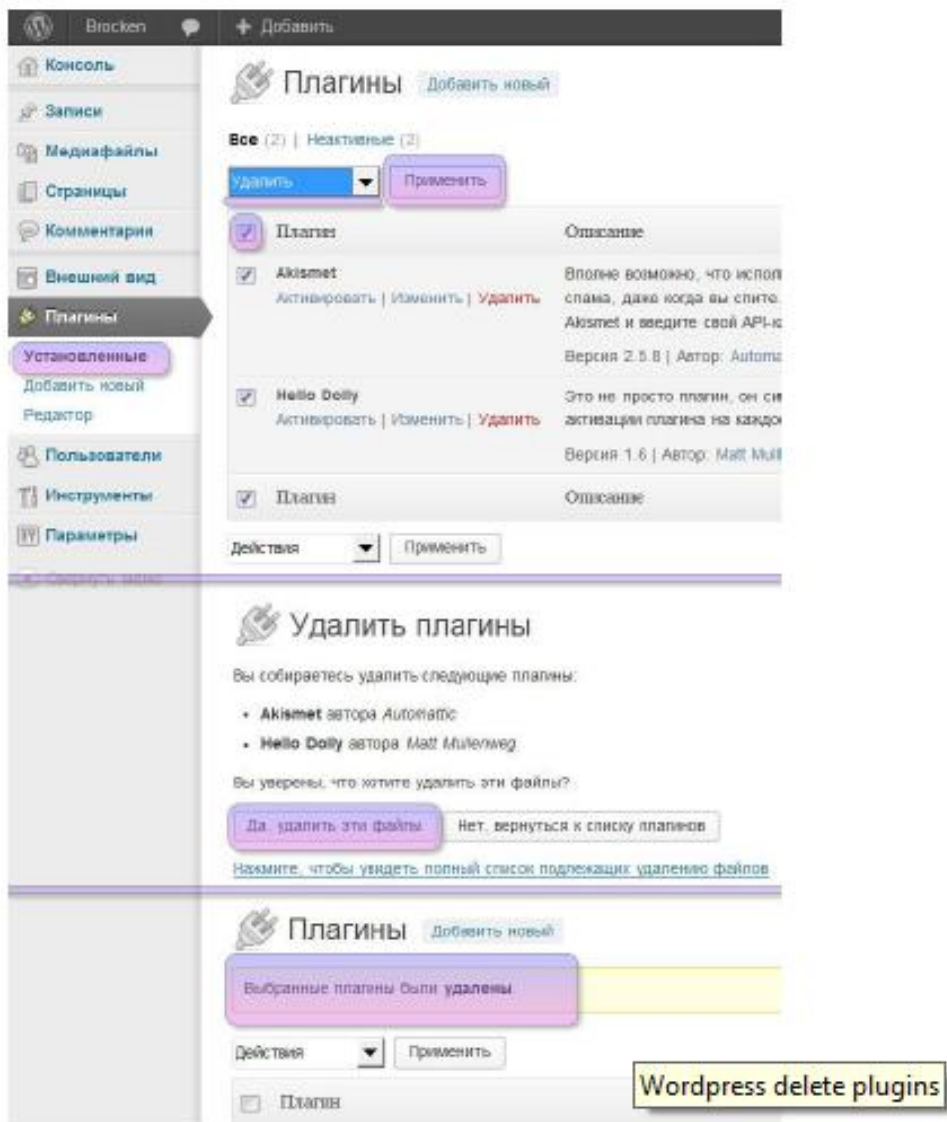 Brocken + Добавить
Консоль
Записи
Медиафайлы
Страницы
Комментарии
Внешний вид
Плагины
Установленные
Добавить новый
Редактор
Пользователи
Инструменты
Параметры
Свернуть меню
Плагины Добавить новый
Все (2) | Неактивные (2)
Удалить Применить
Плагин Описание
Akismet Вполне возможно, что испол
Активировать | Изменить | Удалить спама, даже когда вы спите.
Akismet и введите свой API-к
Версия 2.5.8 | Автор: Automa
Hello Dolly Это не просто плагин, он сим
Активировать | Изменить | Удалить активации плагина на каждо
Версия 1.6 | Автор: Matt Mull
Плагин Описание
Действия Применить
Удалить плагины
Вы собираетесь удалить следующие плагины:
• Akismet автора Automattic
• Hello Dolly автора Matt Mullenweg
Вы уверены, что хотите удалить эти файлы?
Да, удалить эти файлы Нет, вернуться к списку плагинов
Нажмите, чтобы увидеть полный список подлежащих удалению файлов
Плагины Добавить новый
Выбранные плагины были удалены
Действия Применить
Плагин
Wordpress delete plugins